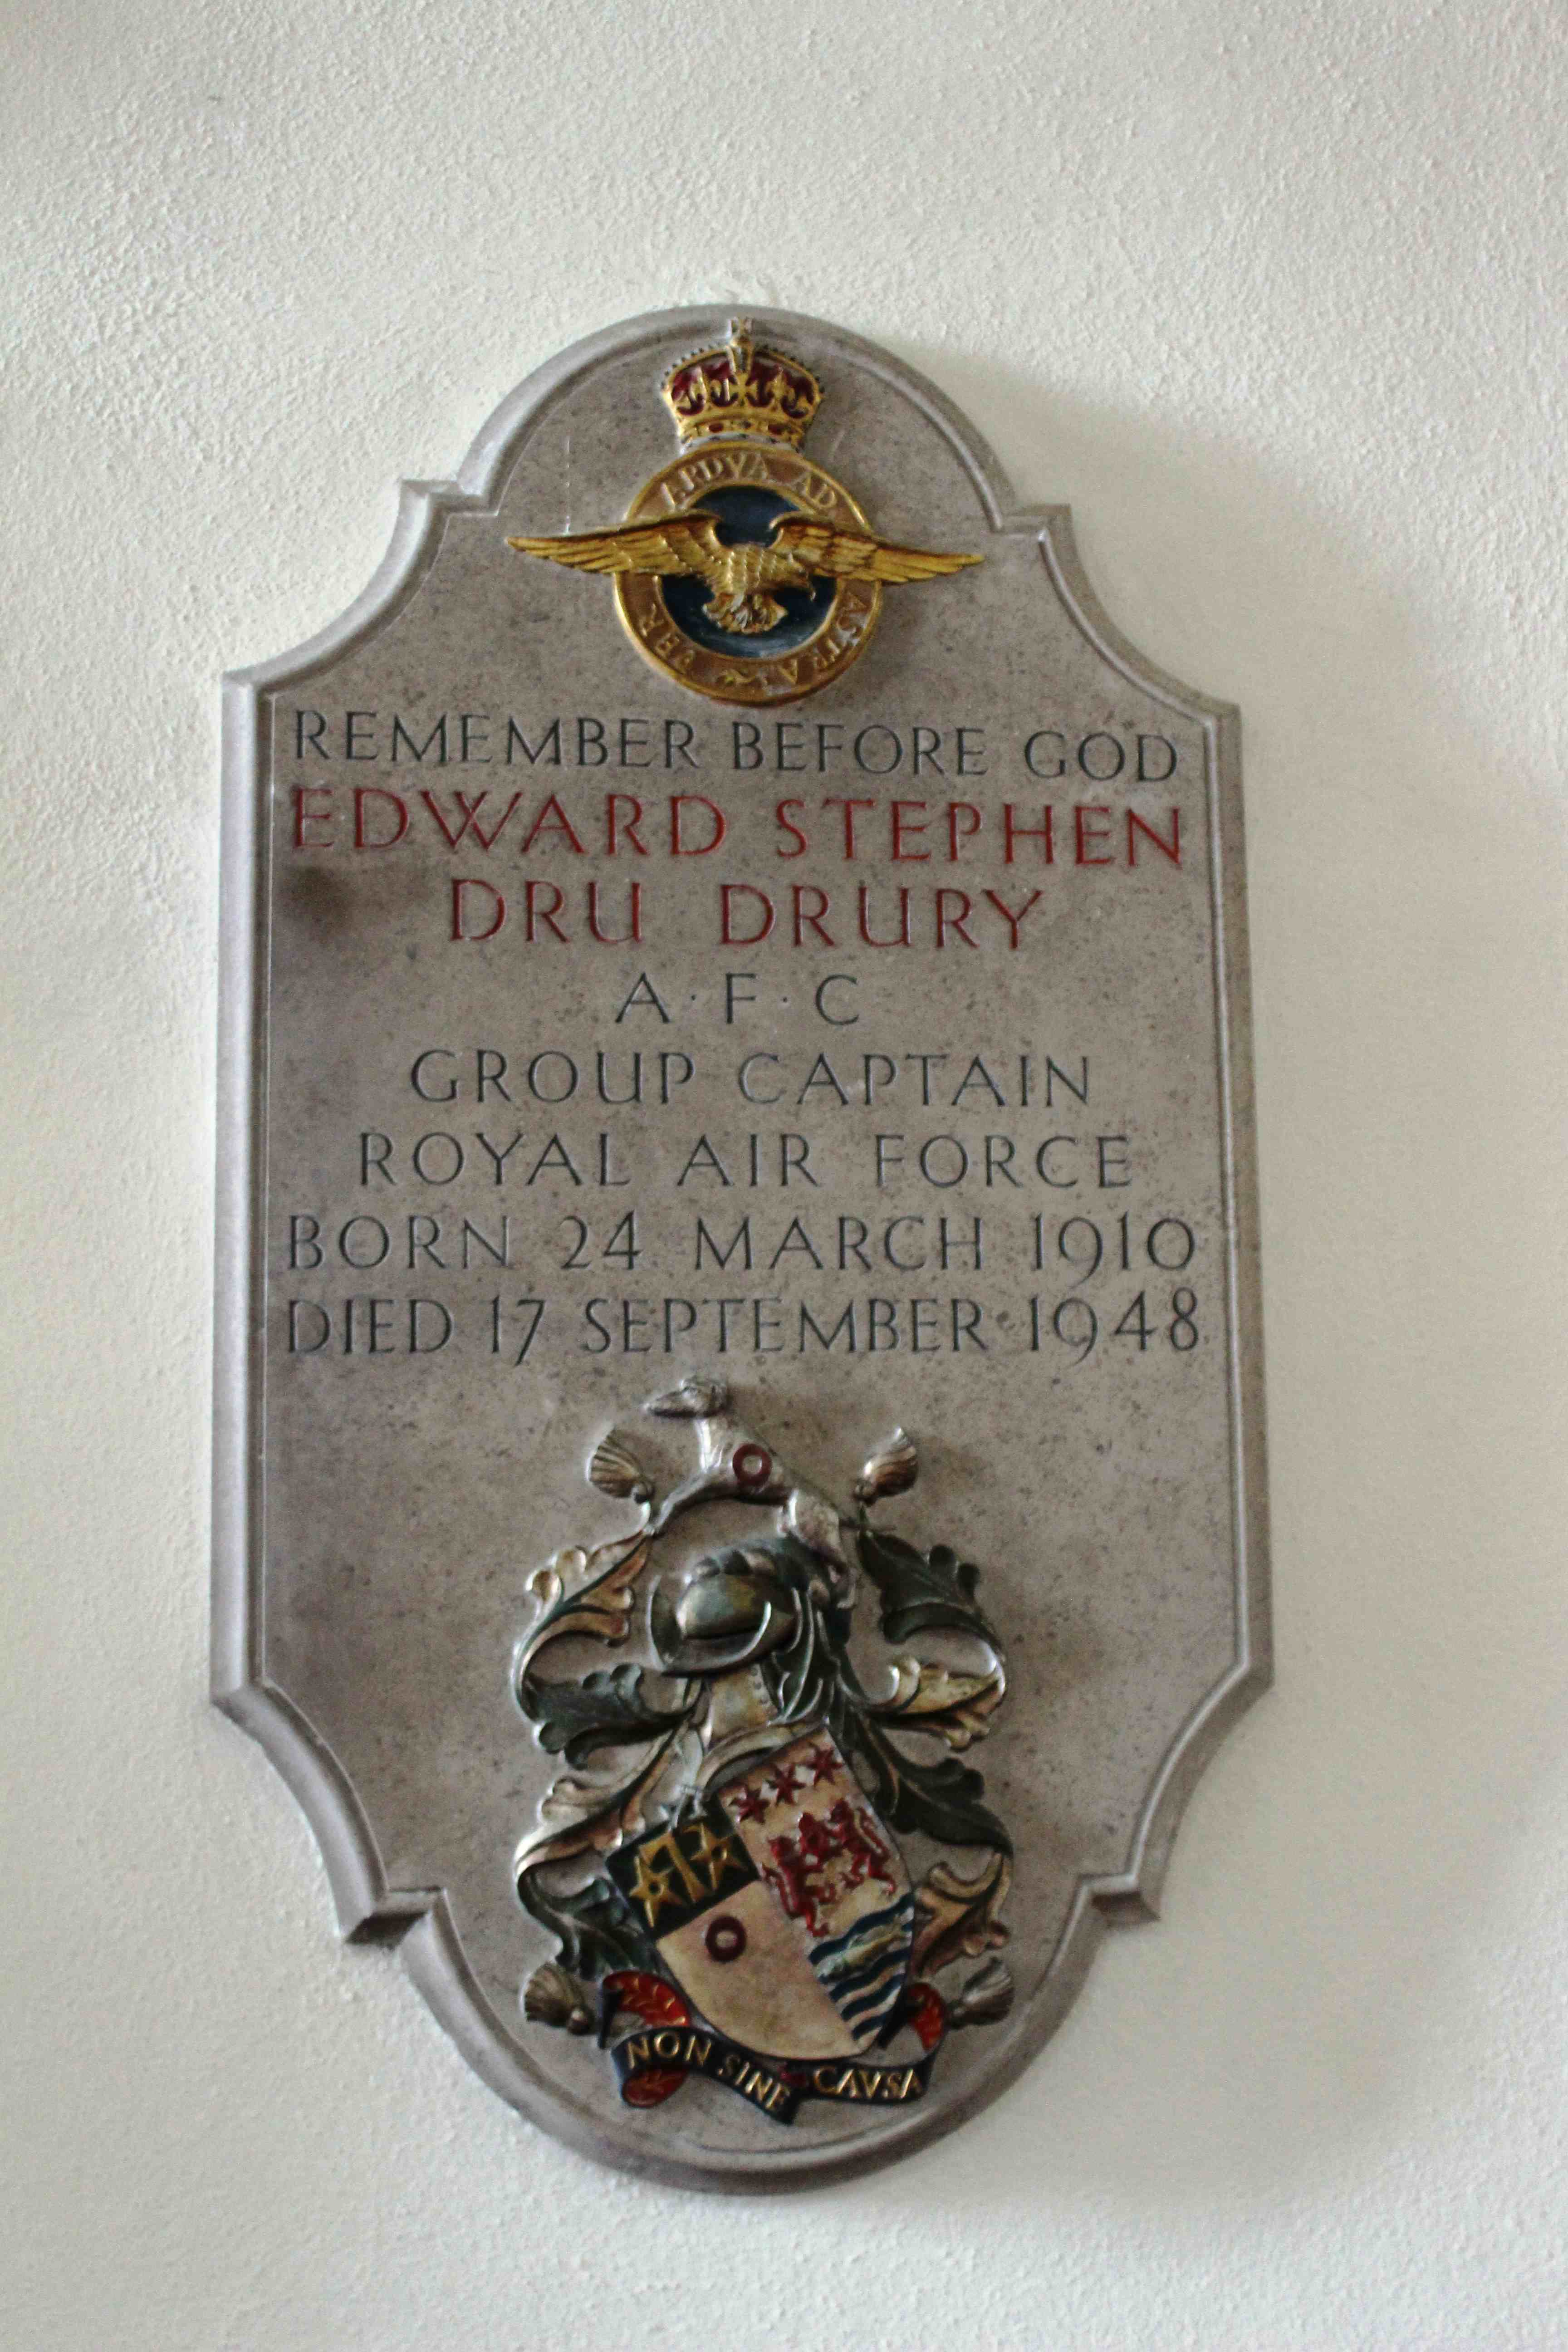 PER ARDVA AD ASTRA
REMEMBER BEFORE GOD
EDWARD STEPHEN
DRU DRURY
A·F·C
GROUP CAPTAIN
ROYAL AIR FORCE
BORN 24 MARCH 1910
DIED 17 SEPTEMBER 1948
NON SINE CAVSA